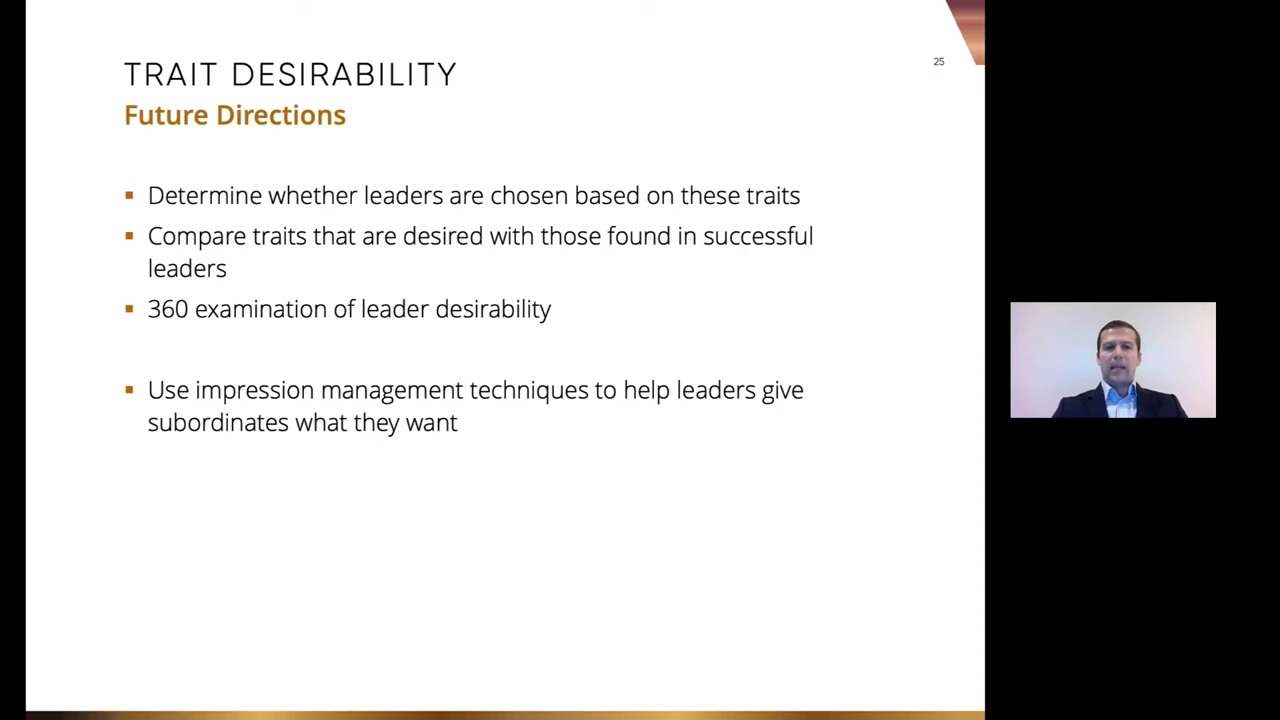 25
TRAIT DESIRABILITY
Future Directions
▪ Determine whether leaders are chosen based on these traits
▪ Compare traits that are desired with those found in successful
leaders
▪ 360 examination of leader desirability
▪ Use impression management techniques to help leaders give
subordinates what they want